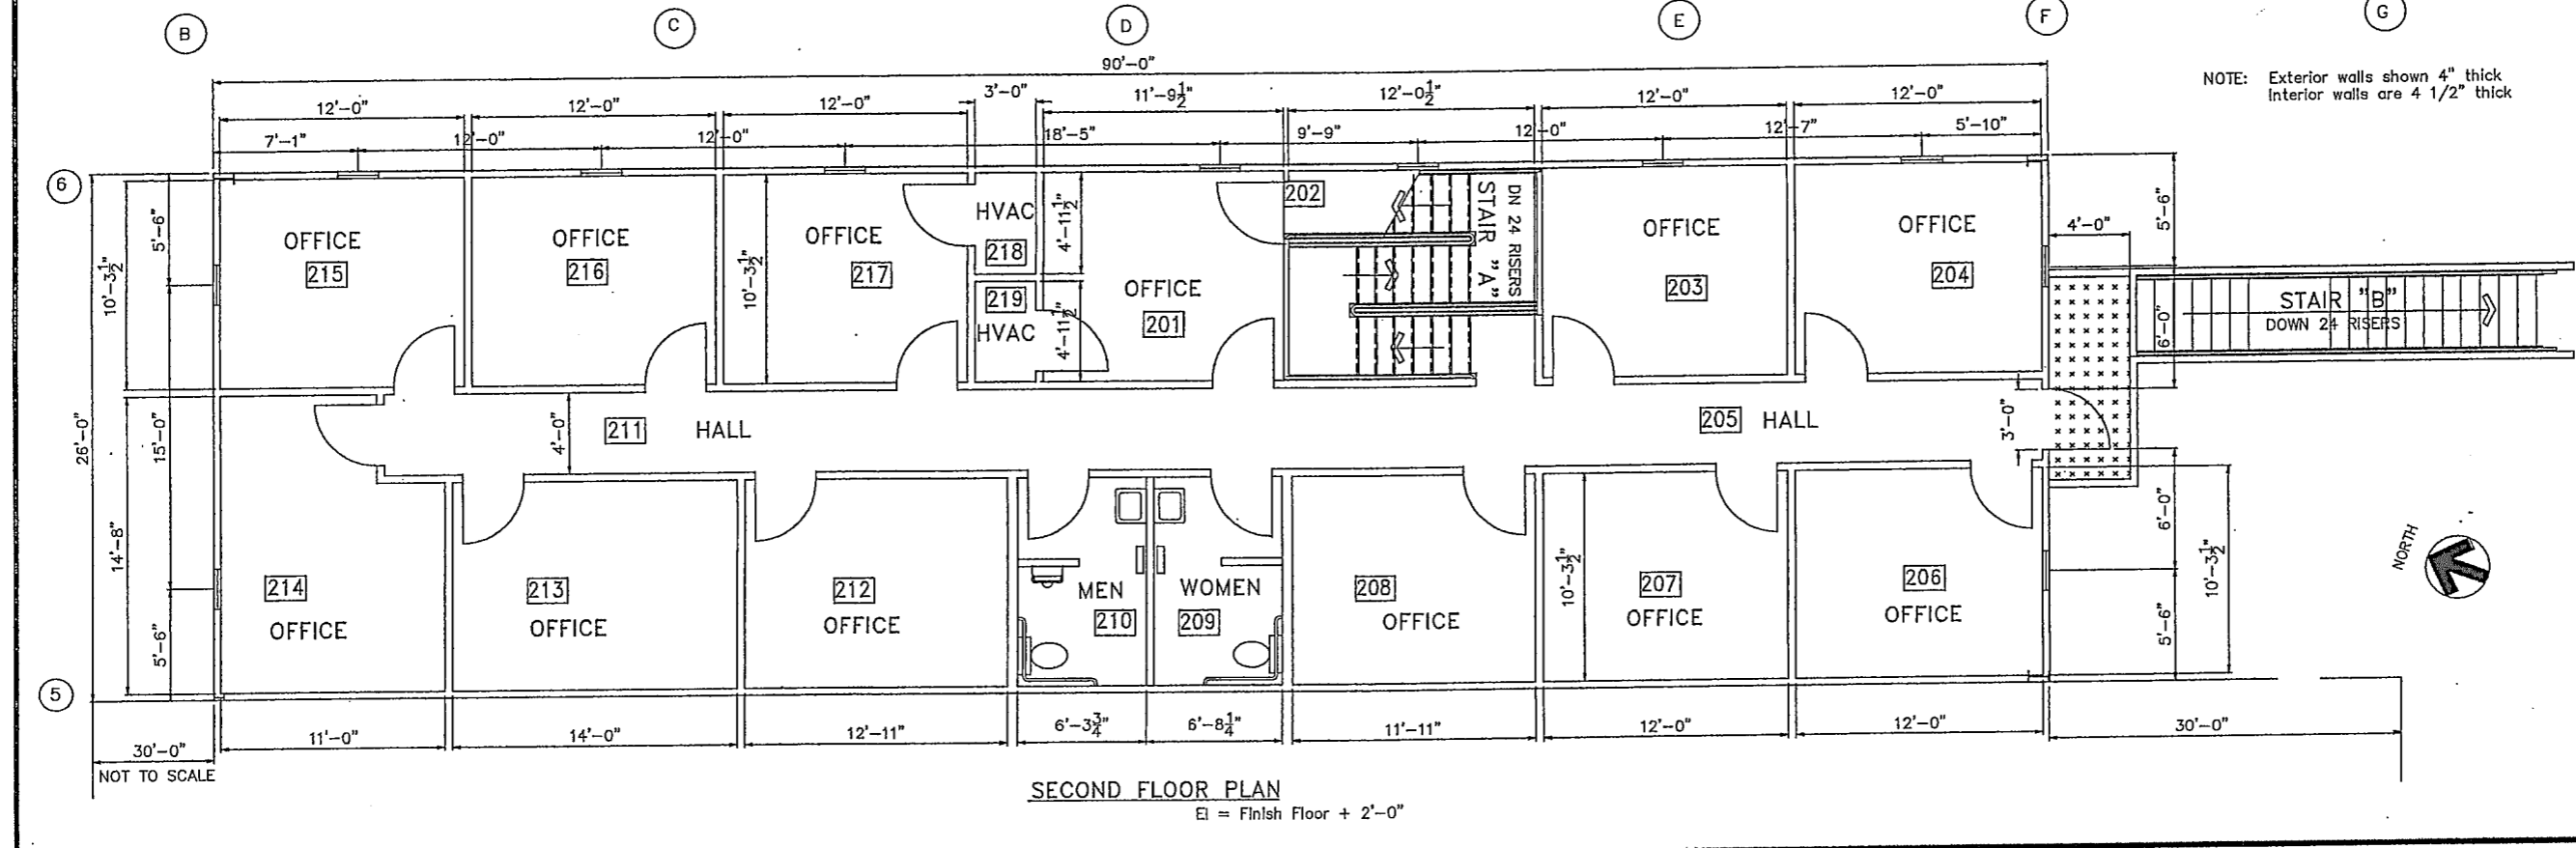 B
C
D
E
F
G
90'-0"
NOTE: Exterior walls shown 4" thick
Interior walls are 4 1/2" thick
12'-0"
12'-0"
12'-0"
3'-0"
11'-9½"
12'-0½"
12'-0"
12'-0"
7'-1"
12'-0"
12'-0"
18'-5"
9'-9"
12'-0"
12'-7"
5'-10"
6
5'-6"
10'-3½"
OFFICE
215
OFFICE
216
OFFICE
217
10'-3½"
HVAC
218
4'-11½"
219
HVAC
4'-11½"
OFFICE
201
202
STAIR "A"
DN 24 RISERS
OFFICE
203
OFFICE
204
4'-0"
5'-6"
6'-0"
STAIR "B"
DOWN 24 RISERS
26'-0"
15'-0"
14'-8"
4'-0"
211 HALL
205 HALL
3'-0"
214
OFFICE
213
OFFICE
212
OFFICE
MEN
210
WOMEN
209
208
OFFICE
10'-3½"
207
OFFICE
206
OFFICE
6'-0"
10'-3½"
5'-6"
NORTH
5'-6"
5
30'-0"
NOT TO SCALE
11'-0"
14'-0"
12'-11"
6'-3¾"
6'-8¼"
11'-11"
12'-0"
12'-0"
30'-0"
SECOND FLOOR PLAN
El = Finish Floor + 2'-0"